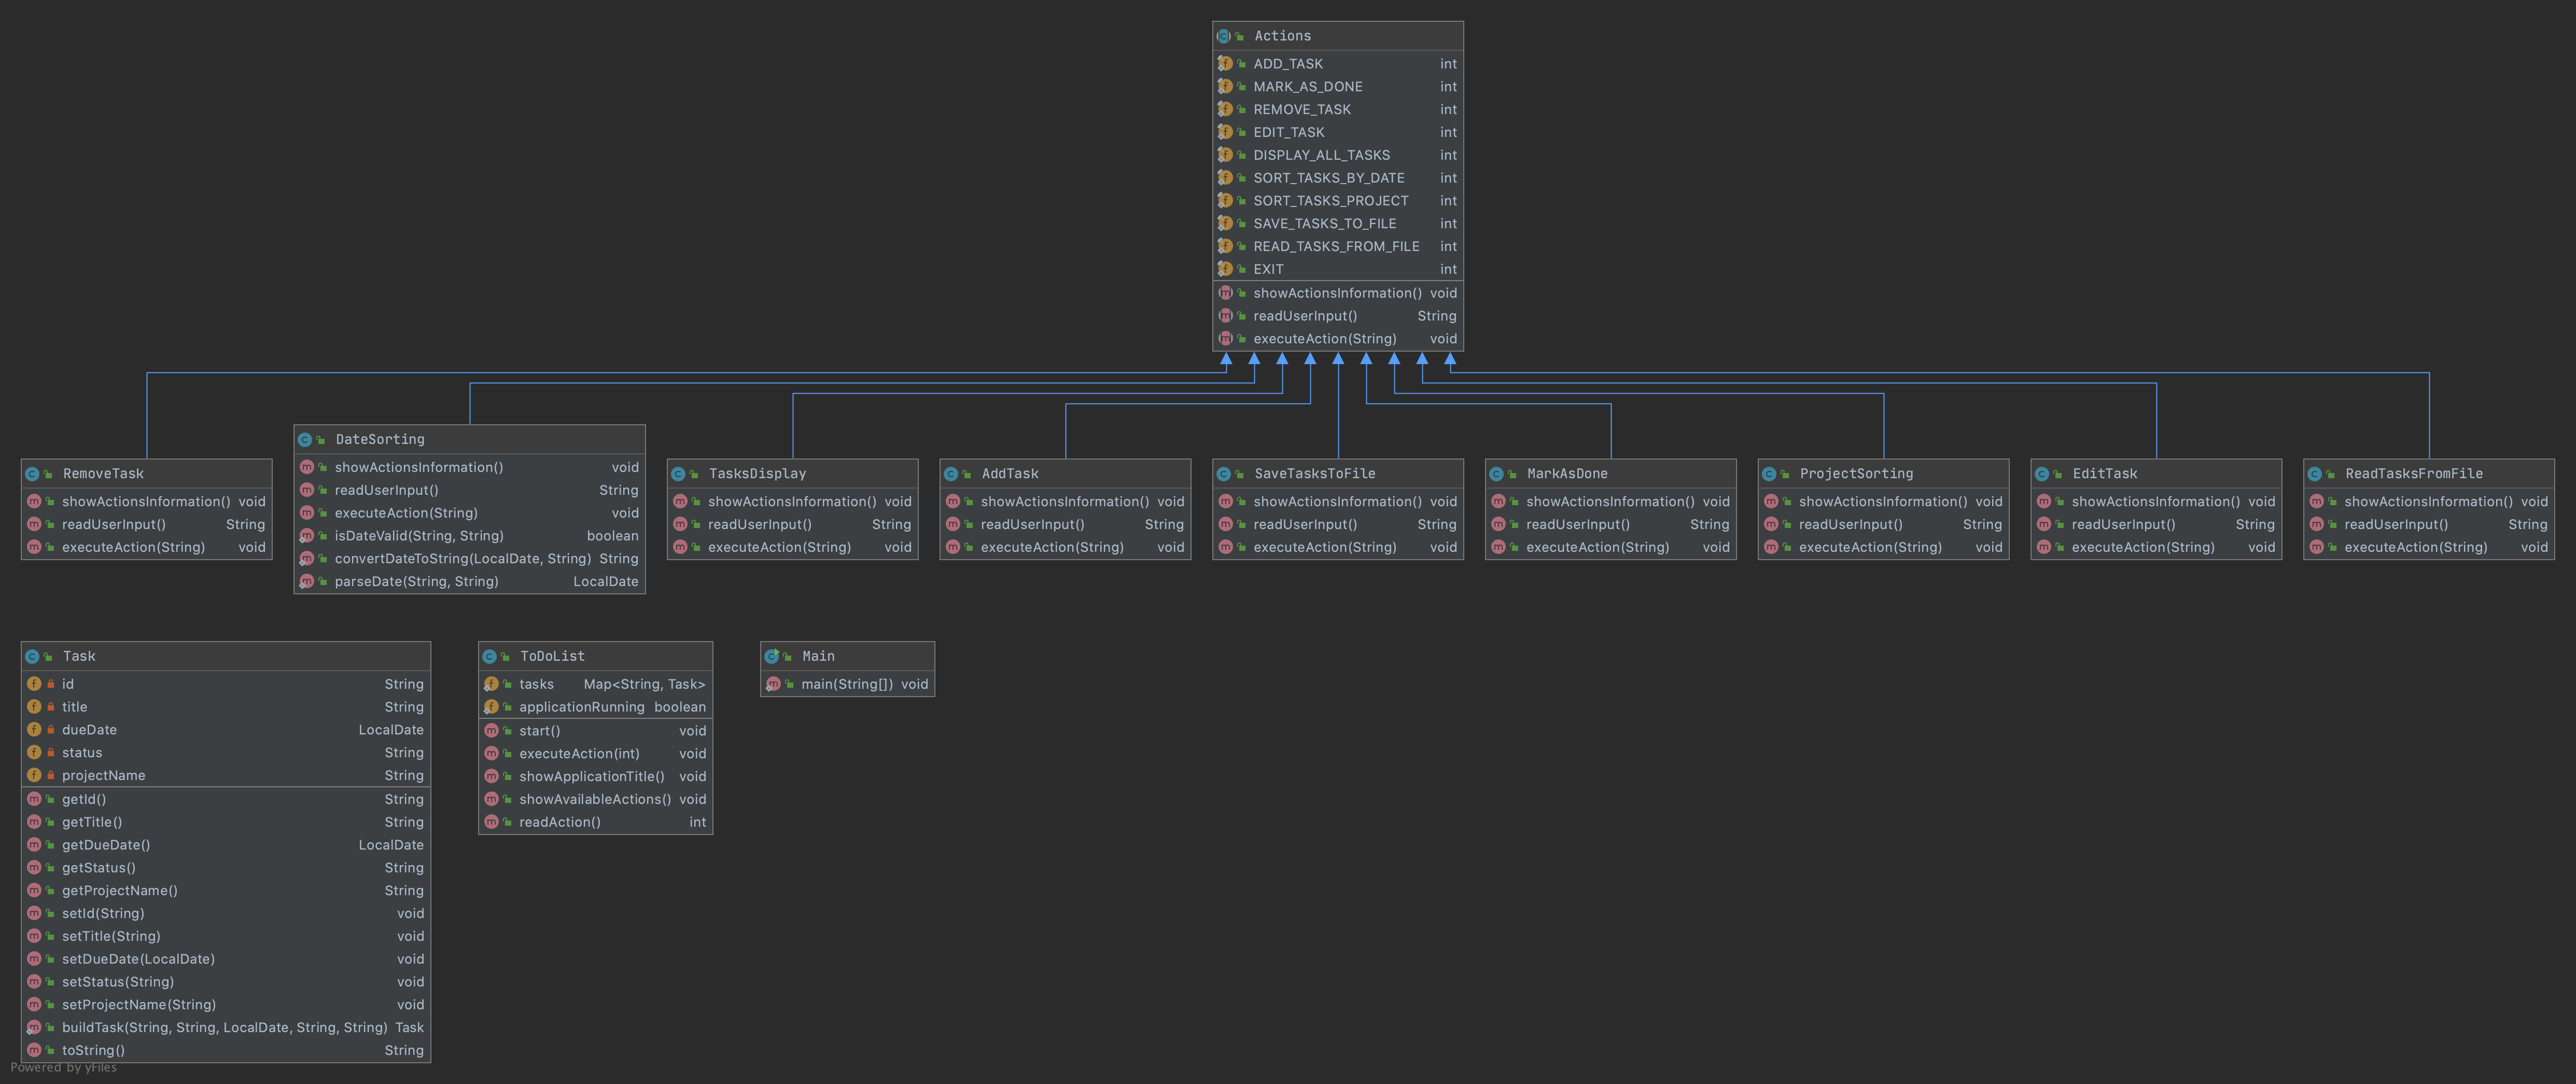 Actions
ADD_TASK int
MARK_AS_DONE int
REMOVE_TASK int
EDIT_TASK int
DISPLAY_ALL_TASKS int
SORT_TASKS_BY_DATE int
SORT_TASKS_PROJECT int
SAVE_TASKS_TO_FILE int
READ_TASKS_FROM_FILE int
EXIT int
showActionsInformation() void
readUserInput() String
executeAction(String) void
RemoveTask
showActionsInformation() void
readUserInput() String
executeAction(String) void
DateSorting
showActionsInformation() void
readUserInput() String
executeAction(String) void
isDateValid(String, String) boolean
convertDateToString(LocalDate, String) String
parseDate(String, String) LocalDate
TasksDisplay
showActionsInformation() void
readUserInput() String
executeAction(String) void
AddTask
showActionsInformation() void
readUserInput() String
executeAction(String) void
SaveTasksToFile
showActionsInformation() void
readUserInput() String
executeAction(String) void
MarkAsDone
showActionsInformation() void
readUserInput() String
executeAction(String) void
ProjectSorting
showActionsInformation() void
readUserInput() String
executeAction(String) void
EditTask
showActionsInformation() void
readUserInput() String
executeAction(String) void
ReadTasksFromFile
showActionsInformation() void
readUserInput() String
executeAction(String) void
Task
id String
title String
dueDate LocalDate
status String
projectName String
getId() String
getTitle() String
getDueDate() LocalDate
getStatus() String
getProjectName() String
setId(String) void
setTitle(String) void
setDueDate(LocalDate) void
setStatus(String) void
setProjectName(String) void
buildTask(String, String, LocalDate, String, String) Task
toString() String
ToDoList
tasks Map<String, Task>
applicationRunning boolean
start() void
executeAction(int) void
showApplicationTitle() void
showAvailableActions() void
readAction() int
Main
main(String[]) void
Powered by yFiles